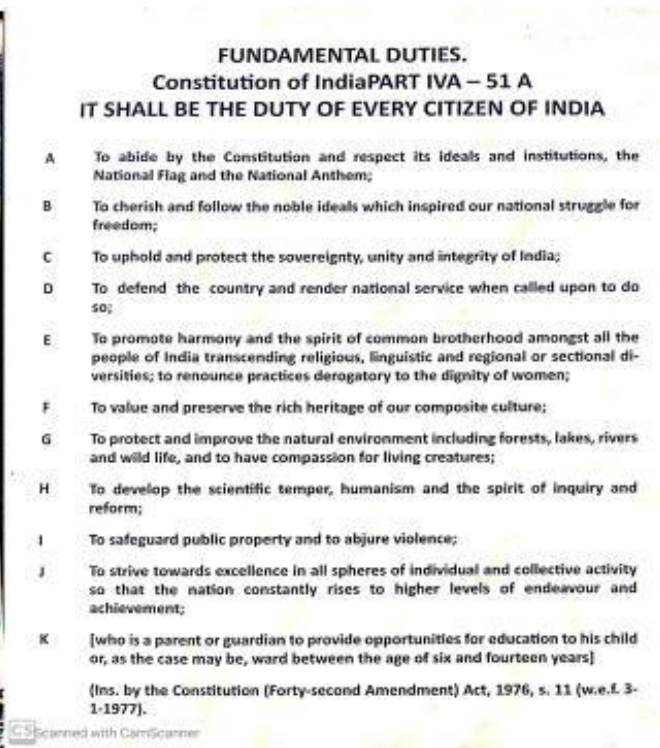 FUNDAMENTAL DUTIES.
Constitution of IndiaPART IVA – 51 A
IT SHALL BE THE DUTY OF EVERY CITIZEN OF INDIA
A To abide by the Constitution and respect its ideals and institutions, the
National Flag and the National Anthem;
B To cherish and follow the noble ideals which inspired our national struggle for
freedom;
C To uphold and protect the sovereignty, unity and integrity of India;
D To defend the country and render national service when called upon to do
so;
E To promote harmony and the spirit of common brotherhood amongst all the
people of India transcending religious, linguistic and regional or sectional di-
versities; to renounce practices derogatory to the dignity of women;
F To value and preserve the rich heritage of our composite culture;
G To protect and improve the natural environment including forests, lakes, rivers
and wild life, and to have compassion for living creatures;
H To develop the scientific temper, humanism and the spirit of inquiry and
reform;
I To safeguard public property and to abjure violence;
J To strive towards excellence in all spheres of individual and collective activity
so that the nation constantly rises to higher levels of endeavour and
achievement;
K [who is a parent or guardian to provide opportunities for education to his child
or, as the case may be, ward between the age of six and fourteen years]
(Ins. by the Constitution (Forty-second Amendment) Act, 1976, s. 11 (w.e.f. 3-
1-1977).
CS Scanned with CamScanner